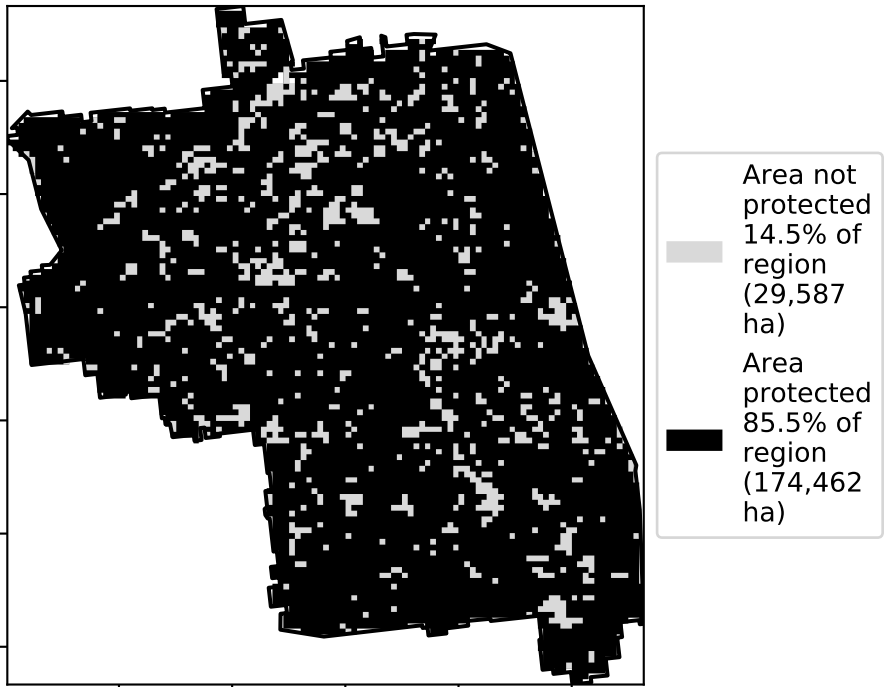 Area not
protected
14.5% of
region
(29,587
ha)
Area
protected
85.5% of
region
(174,462
ha)